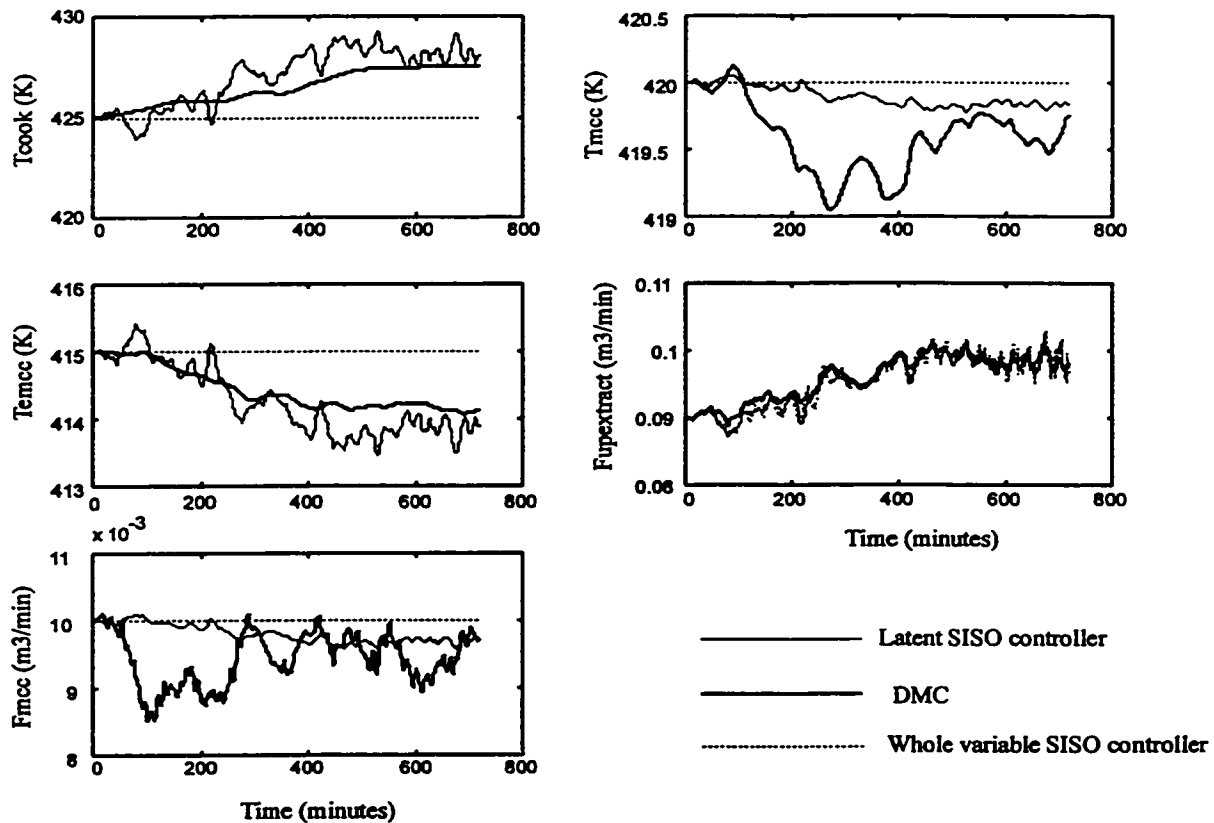 430
425
420
Tcook (K)
0 200 400 600 800
420.5
420
419.5
419
Tmcc (K)
0 200 400 600 800
416
415
414
413
Temcc (K)
0 200 400 600 800
0.11
0.1
0.09
0.08
Fupextract (m3/min)
0 200 400 600 800
Time (minutes)
x 10^-3
11
10
9
8
Fmcc (m3/min)
0 200 400 600 800
Time (minutes)
Latent SISO controller
DMC
Whole variable SISO controller